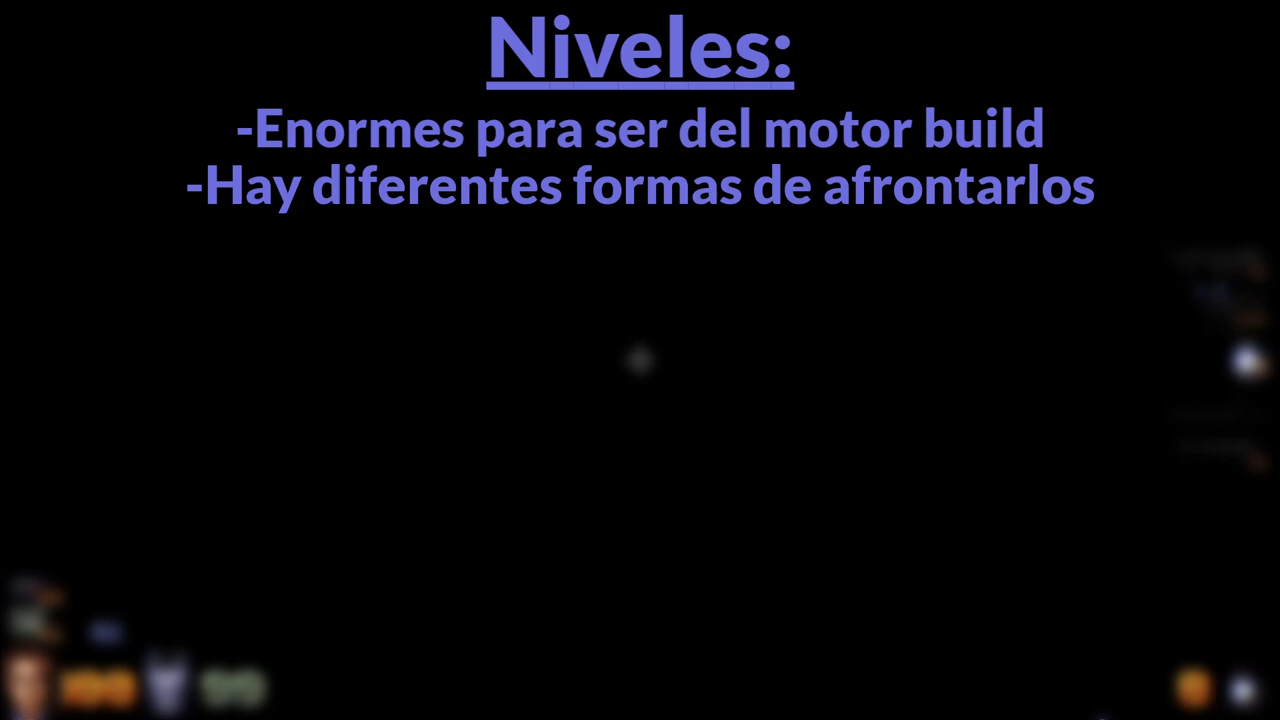 Niveles:
-Enormes para ser del motor build
-Hay diferentes formas de afrontarlos